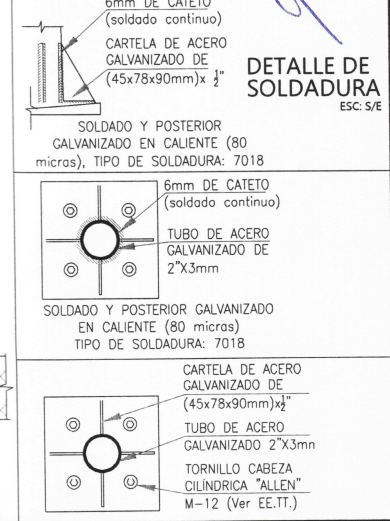 6mm DE CATETO
(soldado continuo)
CARTELA DE ACERO
GALVANIZADO DE
(45x78x90mm)x ½"
DETALLE DE
SOLDADURA
ESC: S/E
SOLDADO Y POSTERIOR
GALVANIZADO EN CALIENTE (80
micras), TIPO DE SOLDADURA: 7018
6mm DE CATETO
(soldado continuo)
TUBO DE ACERO
GALVANIZADO DE
2"X3mm
SOLDADO Y POSTERIOR GALVANIZADO
EN CALIENTE (80 micras)
TIPO DE SOLDADURA: 7018
CARTELA DE ACERO
GALVANIZADO DE
(45x78x90mm)x½"
TUBO DE ACERO
GALVANIZADO 2"X3mn
TORNILLO CABEZA
CILÍNDRICA "ALLEN"
M-12 (Ver EE.TT.)